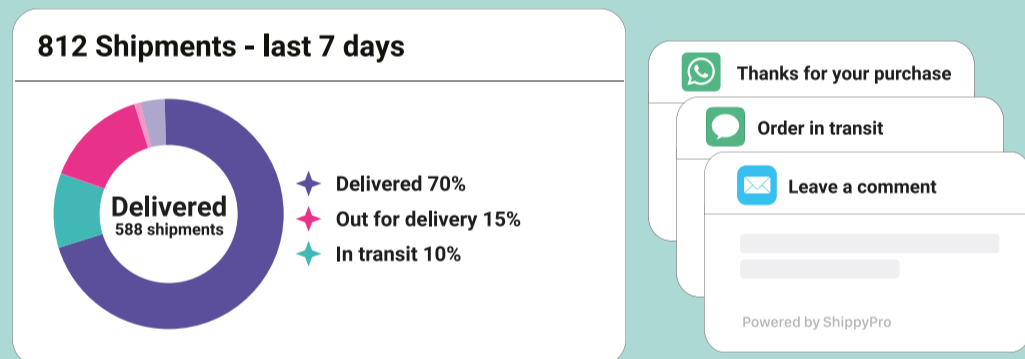 812 Shipments - last 7 days
Delivered
588 shipments
Delivered 70%
Out for delivery 15%
In transit 10%
Thanks for your purchase
Order in transit
Leave a comment
Powered by ShippyPro